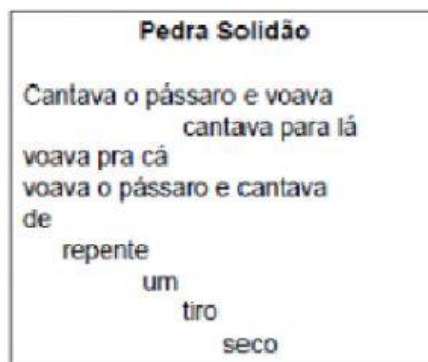 Pedra Solidão
Cantava o pássaro e voava
cantava para lá
voava pra cá
voava o pássaro e cantava
de
repente
um
tiro
seco